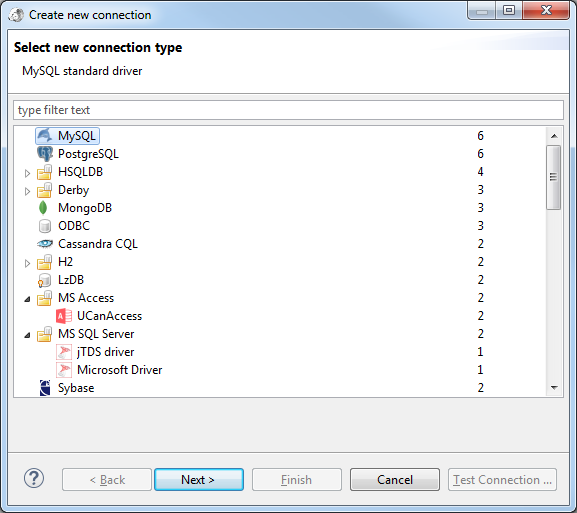 Create new connection
Select new connection type
MySQL standard driver
type filter text
MySQL 6
PostgreSQL 6
HSQLDB 4
Derby 3
MongoDB 3
ODBC 3
Cassandra CQL 2
H2 2
LzDB 2
MS Access 2
UCanAccess 2
MS SQL Server 2
jTDS driver 1
Microsoft Driver 1
Sybase 2
? < Back Next > Finish Cancel Test Connection ...